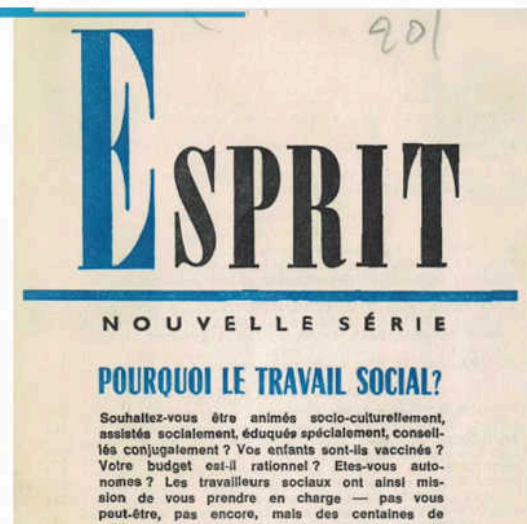 201
ESPRIT
NOUVELLE SÉRIE
POURQUOI LE TRAVAIL SOCIAL?
Souhaitez-vous être animés socio-culturellement,
assistés socialement, éduqués spécialement, conseil-
lés conjugalement ? Vos enfants sont-ils vaccinés ?
Votre budget est-il rationnel ? Etes-vous auto-
nomes ? Les travailleurs sociaux ont ainsi mis-
sion de vous prendre en charge — pas vous
peut-être, pas encore, mais des centaines de